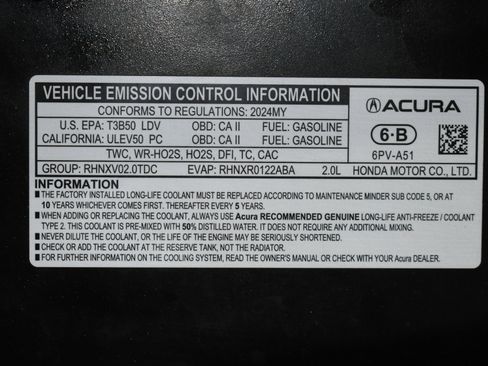 VEHICLE EMISSION CONTROL INFORMATION
CONFORMS TO REGULATIONS: 2024MY
U.S. EPA: T3B50 LDV OBD: CA II FUEL: GASOLINE
CALIFORNIA: ULEV50 PC OBD: CA II FUEL: GASOLINE
TWC, WR-HO2S, HO2S, DFI, TC, CAC
GROUP: RHNXV02.0TDC EVAP: RHNXR0122ABA 2.0L
ACURA
6-B
6PV-A51
HONDA MOTOR CO., LTD.
INFORMATION
■ THE FACTORY INSTALLED LONG-LIFE COOLANT MUST BE REPLACED ACCORDING TO MAINTENANCE MINDER SUB CODE 5, OR AT
10 YEARS WHICHEVER COMES FIRST. THEREAFTER EVERY 5 YEARS.
■ WHEN ADDING OR REPLACING THE COOLANT, ALWAYS USE Acura RECOMMENDED GENUINE LONG-LIFE ANTI-FREEZE / COOLANT
TYPE 2. THIS COOLANT IS PRE-MIXED WITH 50% DISTILLED WATER. IT DOES NOT REQUIRE ANY ADDITIONAL MIXING.
■ NEVER DILUTE THE COOLANT, OR THE LIFE OF THE ENGINE MAY BE SERIOUSLY SHORTENED.
■ CHECK OR ADD THE COOLANT AT THE RESERVE TANK, NOT THE RADIATOR.
■ FOR FURTHER INFORMATION ON THE COOLING SYSTEM, READ THE OWNER'S MANUAL OR CHECK WITH YOUR Acura DEALER.